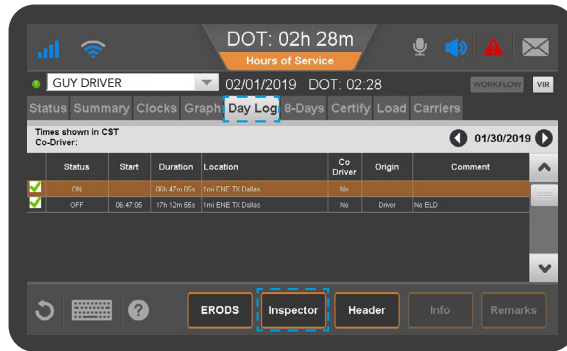 DOT: 02h 28m
Hours of Service
GUY DRIVER
02/01/2019 DOT: 02:28
WORKFLOW
VIR
Status Summary Clocks Graph Day Log 8-Days Certify Load Carriers
Times shown in CST
Co-Driver:
01/30/2019
Status Start Duration Location Co Driver Origin Comment
ON 06h 47m 05s 1mi ENE TX Dallas No
OFF 06:47:05 17h 12m 55s 1mi ENE TX Dallas No Driver No ELD
?
ERODS
Inspector
Header
Info
Remarks